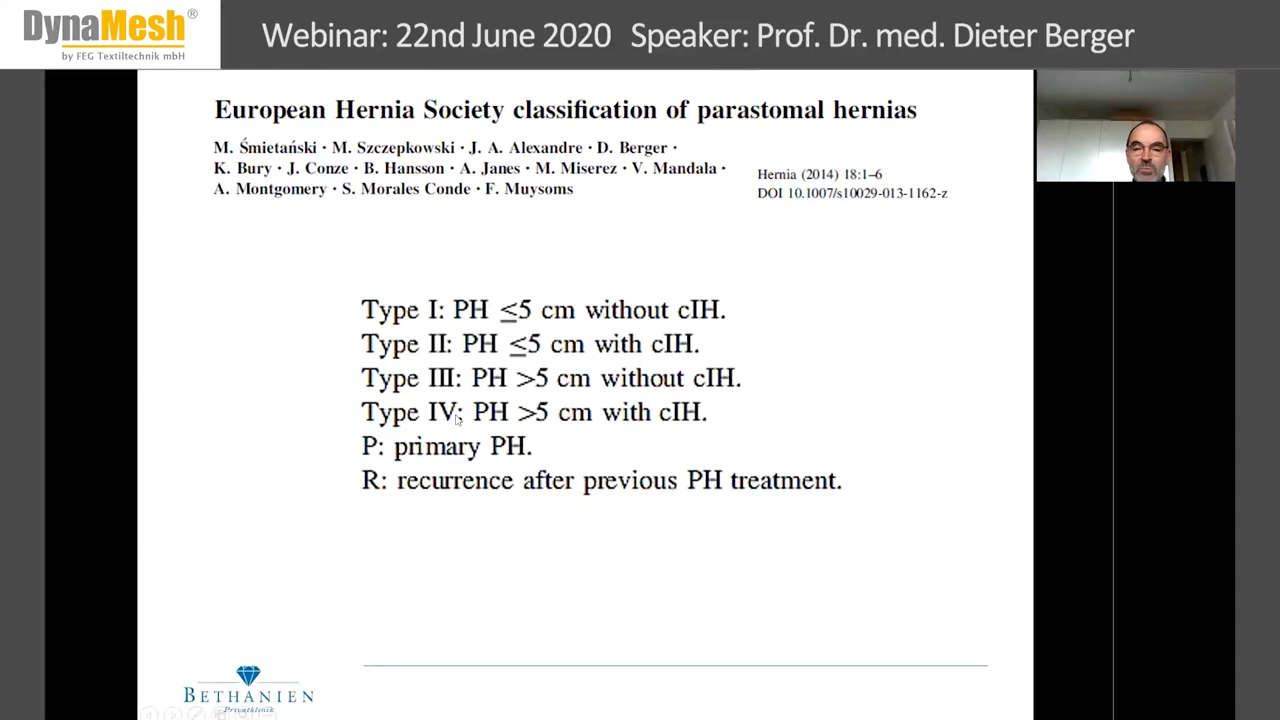 DynaMesh®
by FEG Textiltechnik mbH
Webinar: 22nd June 2020 Speaker: Prof. Dr. med. Dieter Berger
European Hernia Society classification of parastomal hernias
M. Śmietański · M. Szczepkowski · J. A. Alexandre · D. Berger ·
K. Bury · J. Conze · B. Hansson · A. Janes · M. Miserez · V. Mandala ·
A. Montgomery · S. Morales Conde · F. Muysoms
Hernia (2014) 18:1–6
DOI 10.1007/s10029-013-1162-z
Type I: PH ≤5 cm without cIH.
Type II: PH ≤5 cm with cIH.
Type III: PH >5 cm without cIH.
Type IV: PH >5 cm with cIH.
P: primary PH.
R: recurrence after previous PH treatment.
BETHANIEN
Privatklinik